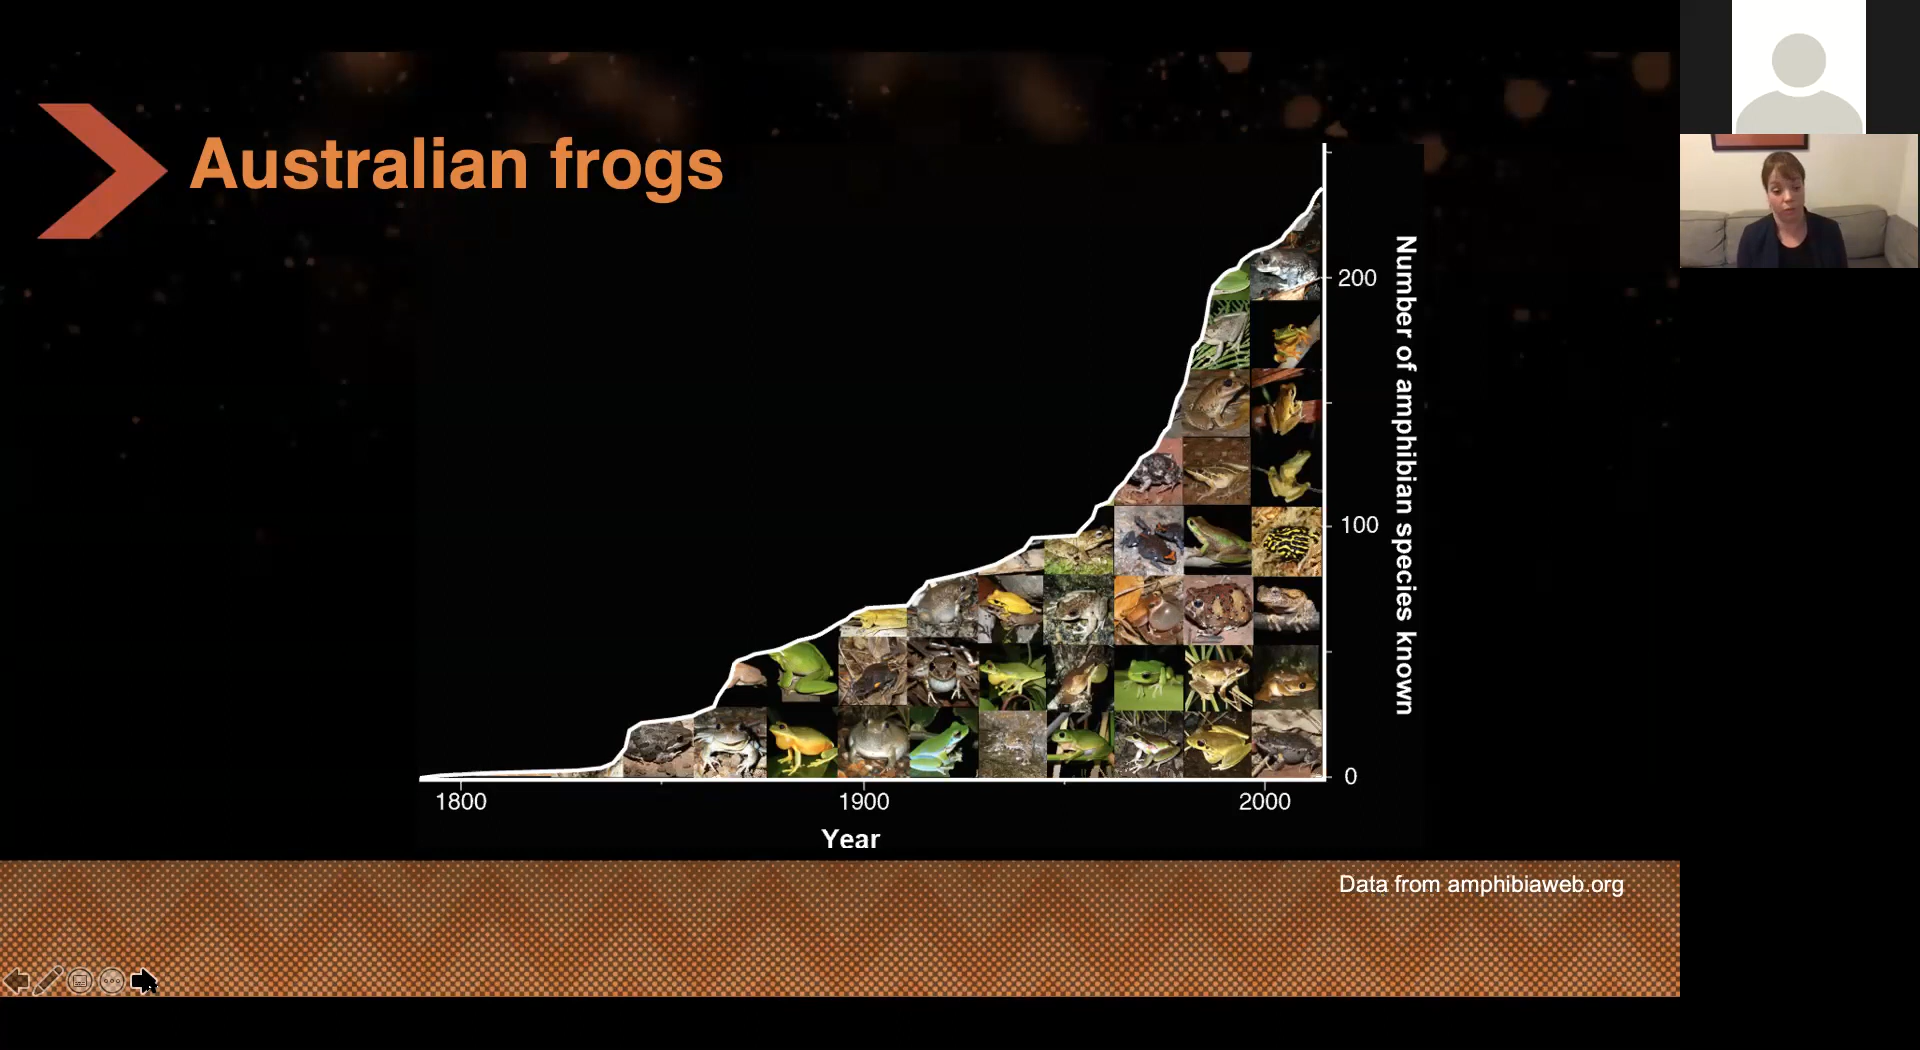 Australian frogs
200
100
0
Number of amphibian species known
1800
1900
2000
Year
Data from amphibiaweb.org